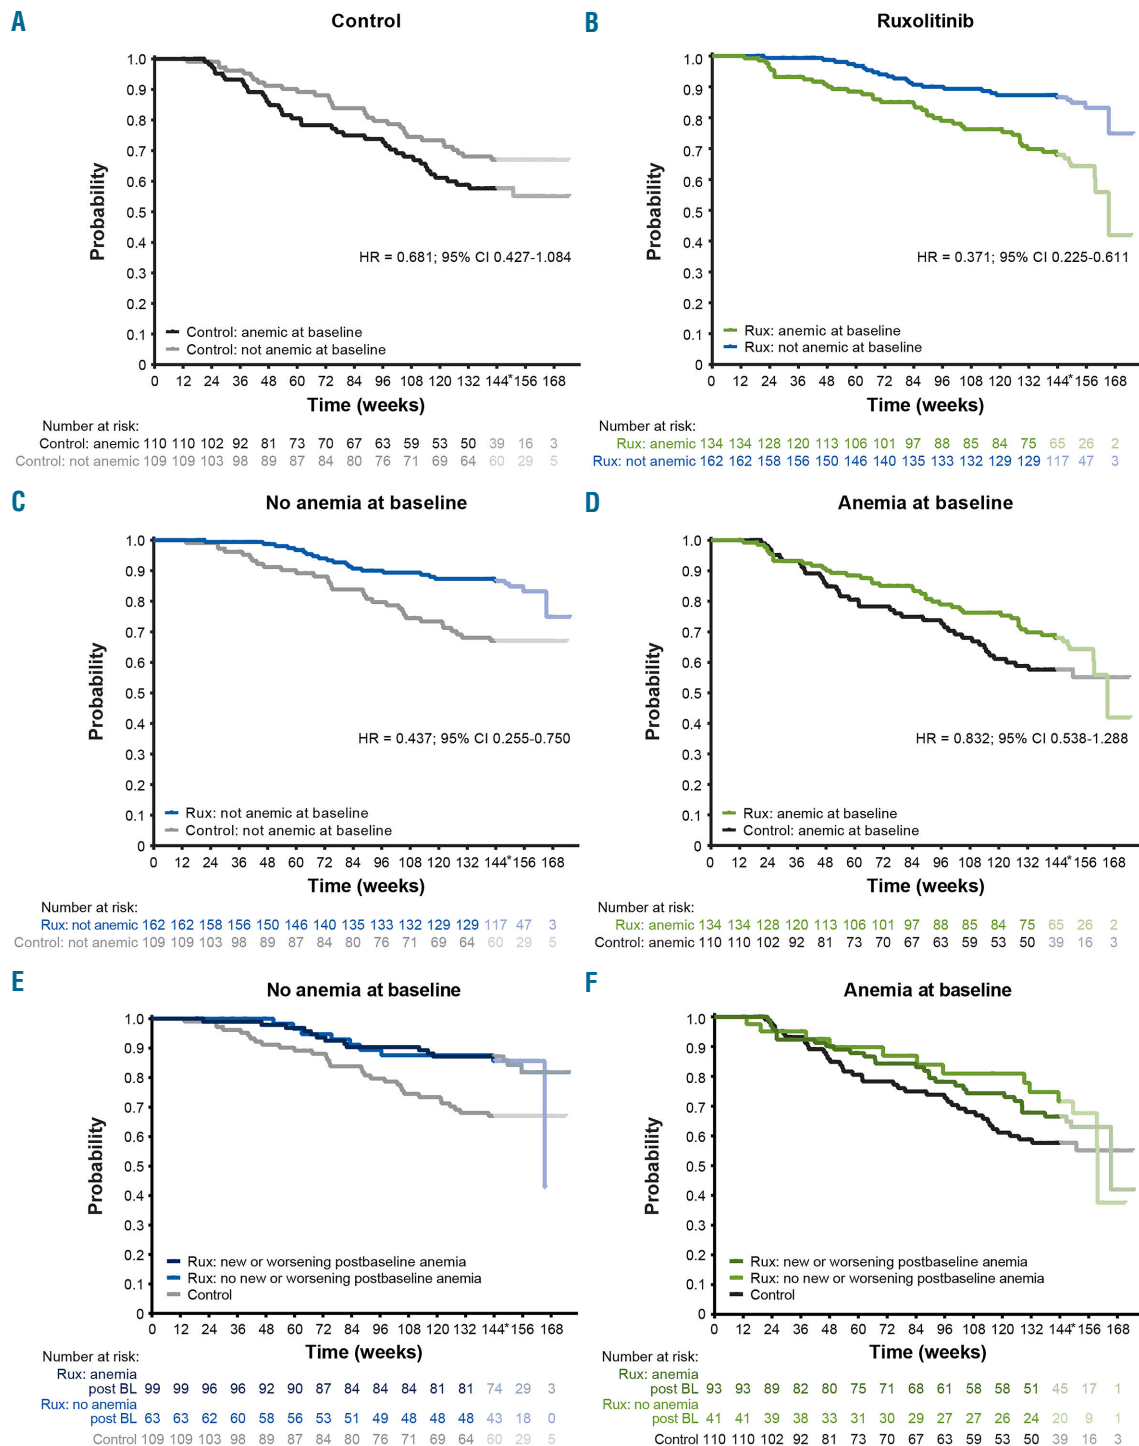 A
Control
1.0
0.9
0.8
0.7
0.6
0.5
0.4
0.3
0.2
0.1
0
Probability
HR = 0.681; 95% CI 0.427-1.084
Control: anemic at baseline
Control: not anemic at baseline
0 12 24 36 48 60 72 84 96 108 120 132 144* 156 168
Time (weeks)
Number at risk:
Control: anemic 110 110 102 92 81 73 70 67 63 59 53 50 39 16 3
Control: not anemic 109 109 103 98 89 87 84 80 76 71 69 64 60 29 5
B
Ruxolitinib
1.0
0.9
0.8
0.7
0.6
0.5
0.4
0.3
0.2
0.1
0
Probability
HR = 0.371; 95% CI 0.225-0.611
Rux: anemic at baseline
Rux: not anemic at baseline
0 12 24 36 48 60 72 84 96 108 120 132 144* 156 168
Time (weeks)
Number at risk:
Rux: anemic 134 134 128 120 113 106 101 97 88 85 84 75 65 26 2
Rux: not anemic 162 162 158 156 150 146 140 135 133 132 129 129 117 47 3
C
No anemia at baseline
1.0
0.9
0.8
0.7
0.6
0.5
0.4
0.3
0.2
0.1
0
Probability
HR = 0.437; 95% CI 0.255-0.750
Rux: not anemic at baseline
Control: not anemic at baseline
0 12 24 36 48 60 72 84 96 108 120 132 144* 156 168
Time (weeks)
Number at risk:
Rux: not anemic 162 162 158 156 150 146 140 135 133 132 129 129 117 47 3
Control: not anemic 109 109 103 98 89 87 84 80 76 71 69 64 60 29 5
D
Anemia at baseline
1.0
0.9
0.8
0.7
0.6
0.5
0.4
0.3
0.2
0.1
0
Probability
HR = 0.832; 95% CI 0.538-1.288
Rux: anemic at baseline
Control: anemic at baseline
0 12 24 36 48 60 72 84 96 108 120 132 144* 156 168
Time (weeks)
Number at risk:
Rux: anemic 134 134 128 120 113 106 101 97 88 85 84 75 65 26 2
Control: anemic 110 110 102 92 81 73 70 67 63 59 53 50 39 16 3
E
No anemia at baseline
1.0
0.9
0.8
0.7
0.6
0.5
0.4
0.3
0.2
0.1
0
Probability
Rux: new or worsening postbaseline anemia
Rux: no new or worsening postbaseline anemia
Control
0 12 24 36 48 60 72 84 96 108 120 132 144* 156 168
Time (weeks)
Number at risk:
Rux: anemia
post BL 99 99 96 96 92 90 87 84 84 84 81 81 74 29 3
Rux: no anemia
post BL 63 63 62 60 58 56 53 51 49 48 48 48 43 18 0
Control 109 109 103 98 89 87 84 80 76 71 69 64 60 29 5
F
Anemia at baseline
1.0
0.9
0.8
0.7
0.6
0.5
0.4
0.3
0.2
0.1
0
Probability
Rux: new or worsening postbaseline anemia
Rux: no new or worsening postbaseline anemia
Control
0 12 24 36 48 60 72 84 96 108 120 132 144* 156 168
Time (weeks)
Number at risk:
Rux: anemia
post BL 93 93 89 82 80 75 71 68 61 58 58 51 45 17 1
Rux: no anemia
post BL 41 41 39 38 33 31 30 29 27 27 26 24 20 9 1
Control 110 110 102 92 81 73 70 67 63 59 53 50 39 16 3